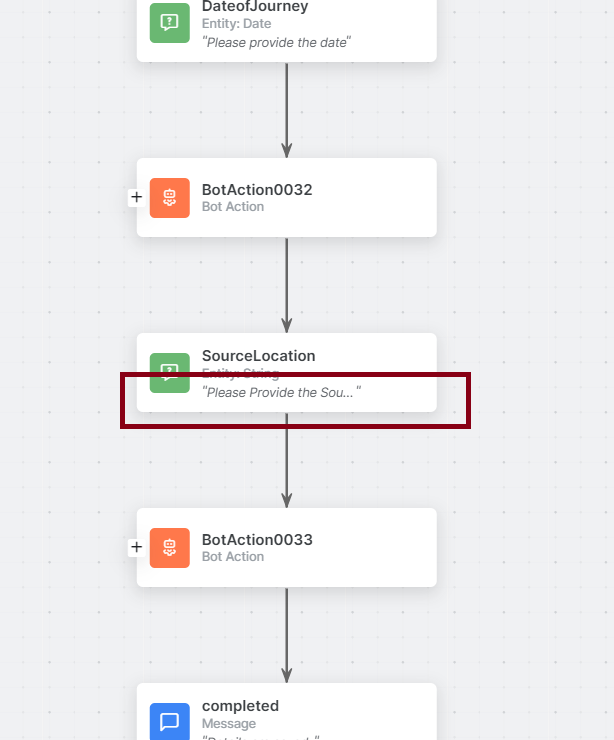 DateofJourney
Entity: Date
"Please provide the date"
BotAction0032
Bot Action
SourceLocation
Entity: String
"Please Provide the Sou... "
BotAction0033
Bot Action
completed
Message